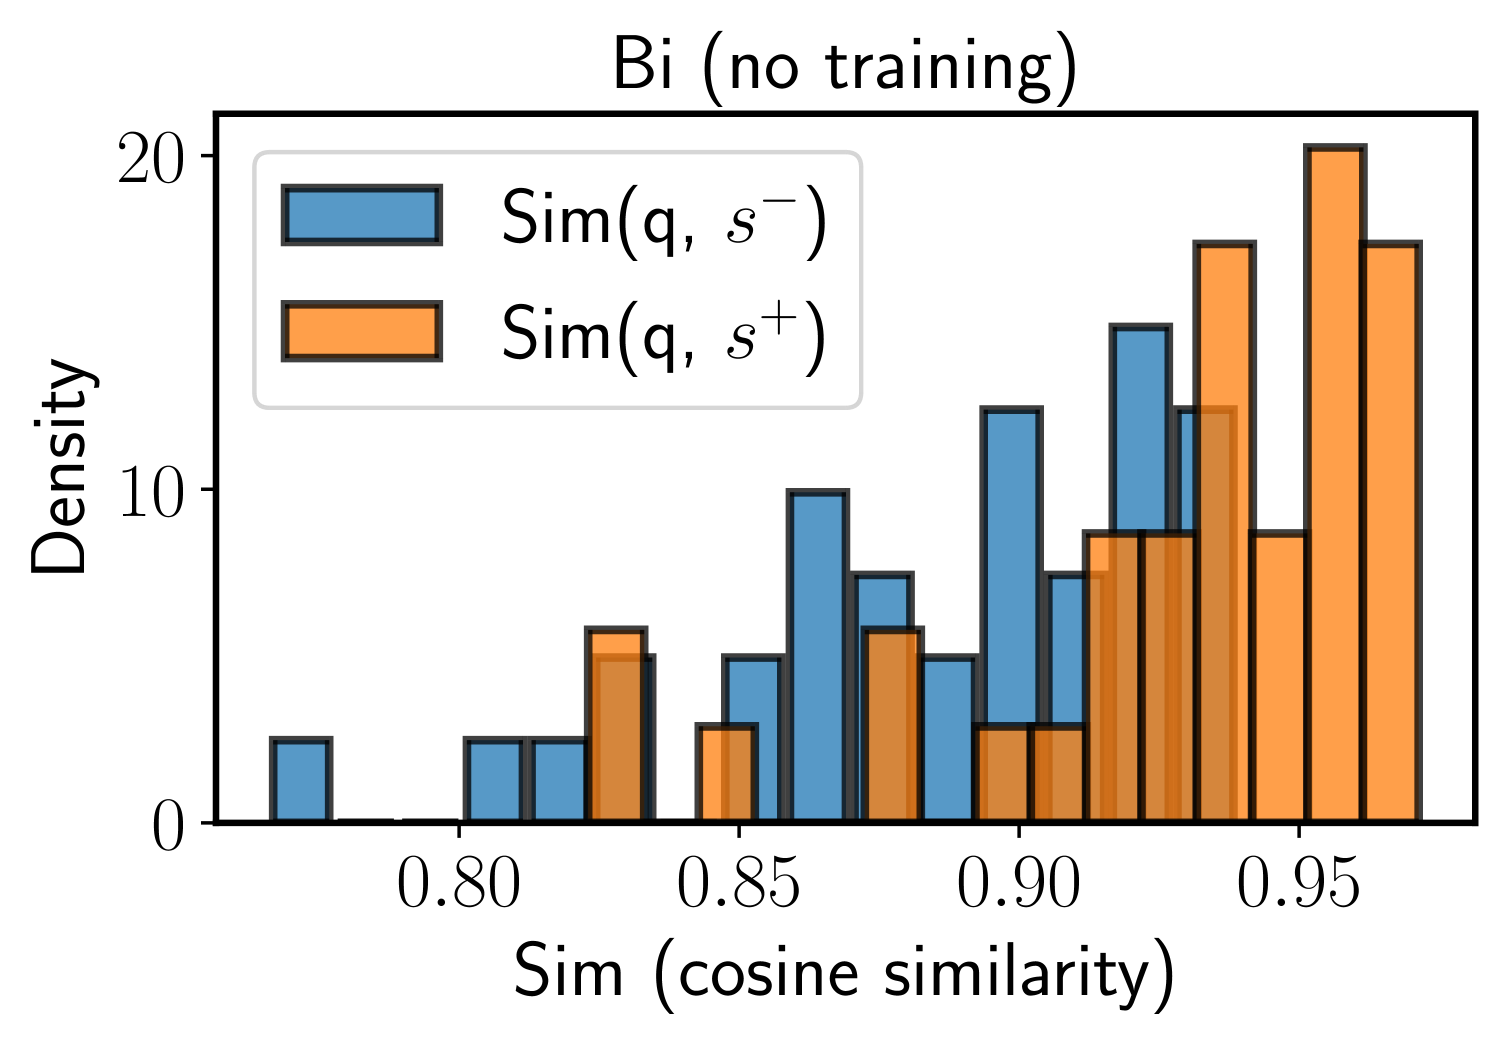 Bi (no training)
20
10
0
Density
Sim(q, s⁻)
Sim(q, s⁺)
0.80 0.85 0.90 0.95
Sim (cosine similarity)